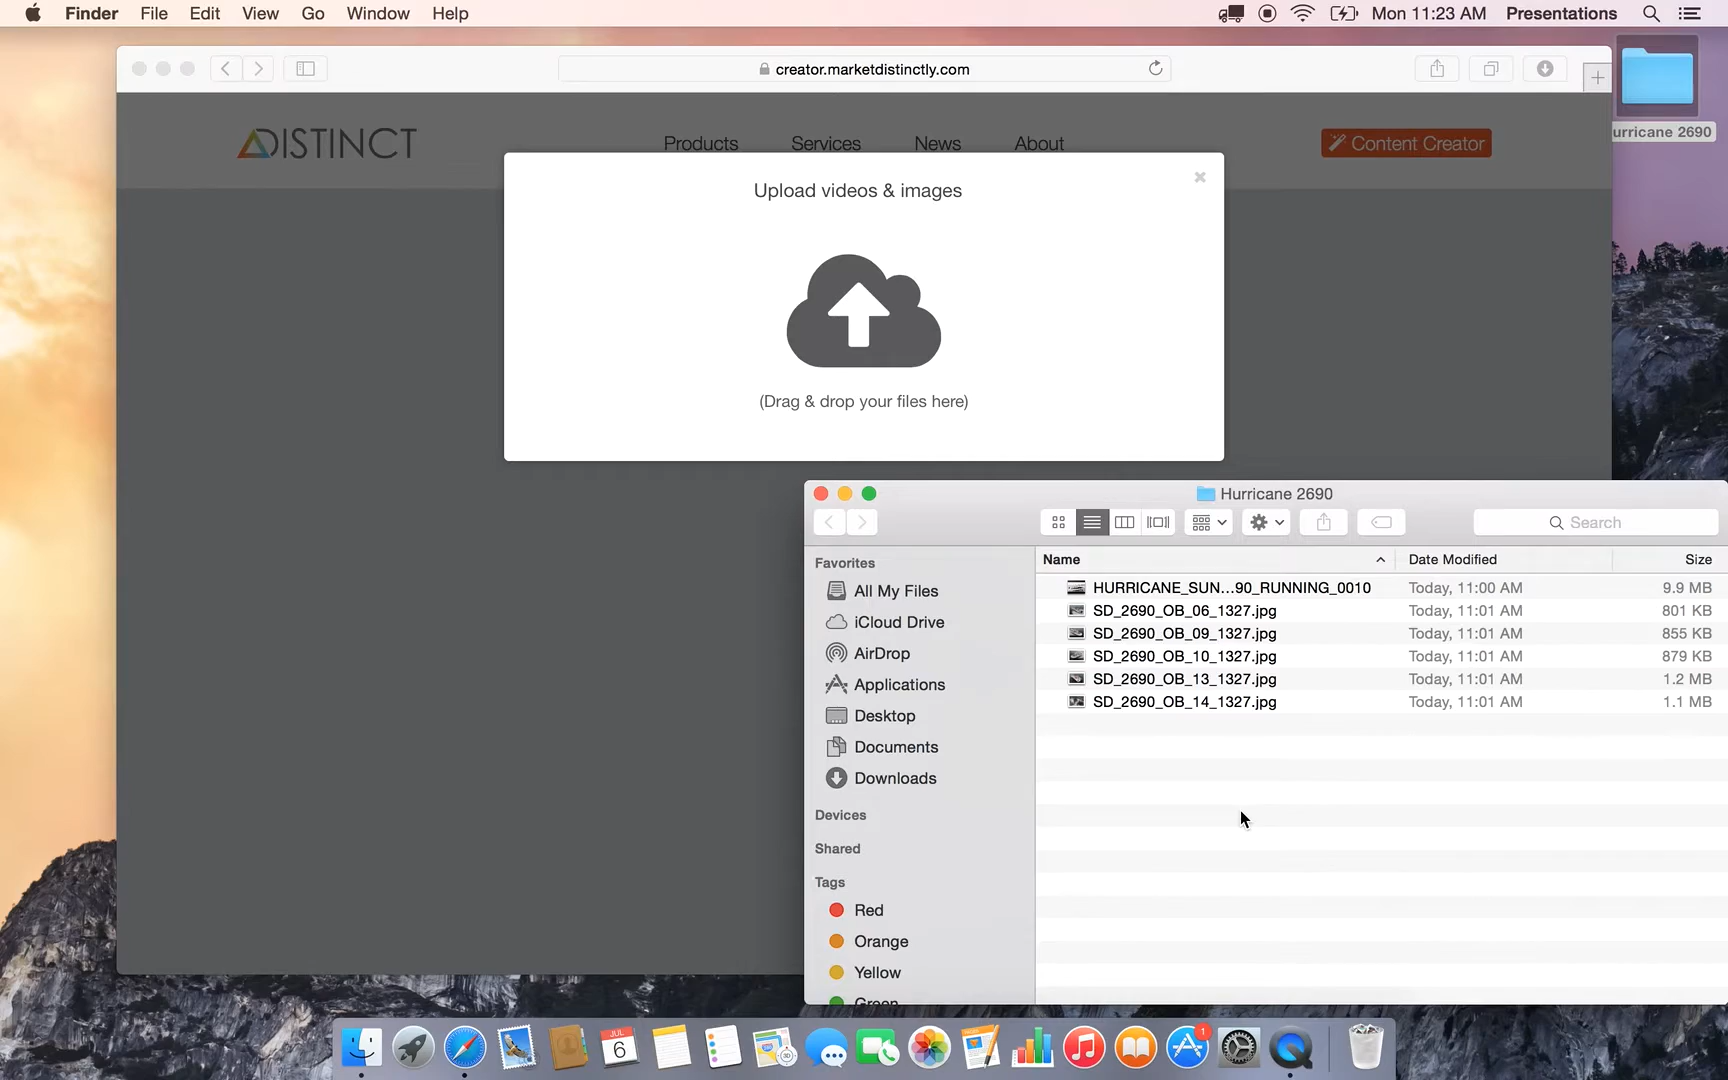 Finder File Edit View Go Window Help Mon 11:23 AM Presentations
creator.marketdistinctly.com
urricane 2690
DISTINCT Products Services News About Content Creator
Upload videos & images
(Drag & drop your files here)
Hurricane 2690
Search
Name Date Modified Size
Favorites
All My Files
iCloud Drive
AirDrop
Applications
Desktop
Documents
Downloads
Devices
Shared
Tags
Red
Orange
Yellow
Green
HURRICANE_SUN...90_RUNNING_0010 Today, 11:00 AM 9.9 MB
SD_2690_OB_06_1327.jpg Today, 11:01 AM 801 KB
SD_2690_OB_09_1327.jpg Today, 11:01 AM 855 KB
SD_2690_OB_10_1327.jpg Today, 11:01 AM 879 KB
SD_2690_OB_13_1327.jpg Today, 11:01 AM 1.2 MB
SD_2690_OB_14_1327.jpg Today, 11:01 AM 1.1 MB
JUL
6
3D
1